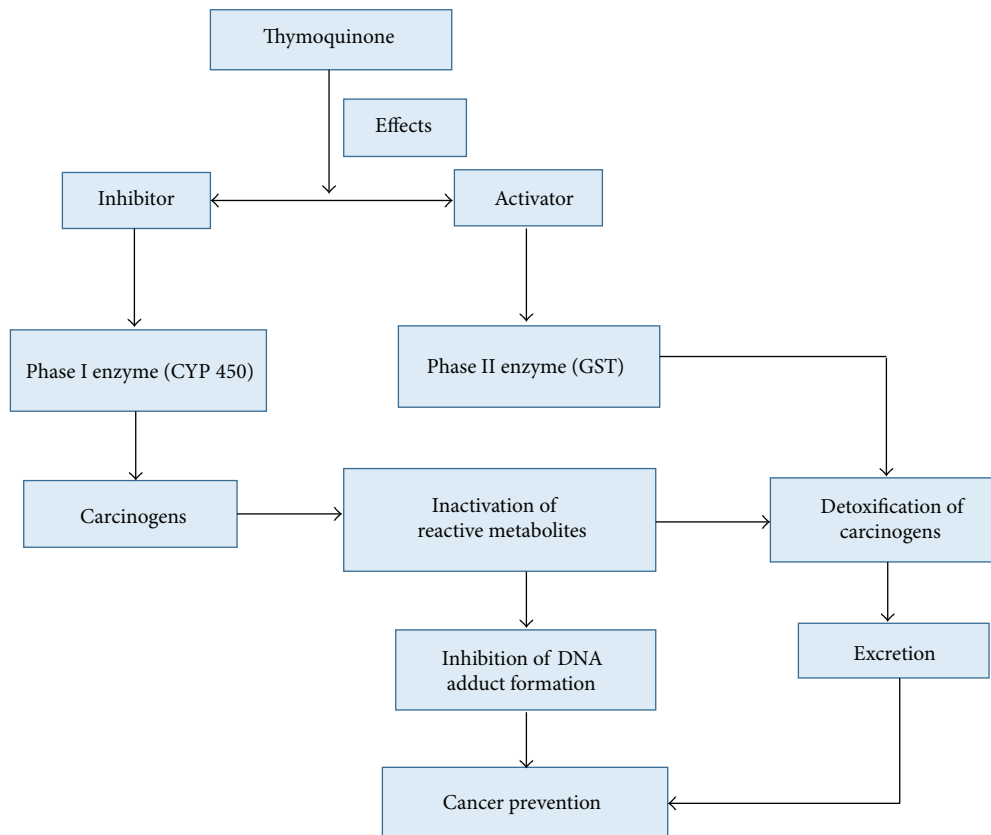 Thymoquinone
Effects
Inhibitor
Activator
Phase I enzyme (CYP 450)
Phase II enzyme (GST)
Carcinogens
Inactivation of
reactive metabolites
Detoxification of
carcinogens
Inhibition of DNA
adduct formation
Excretion
Cancer prevention